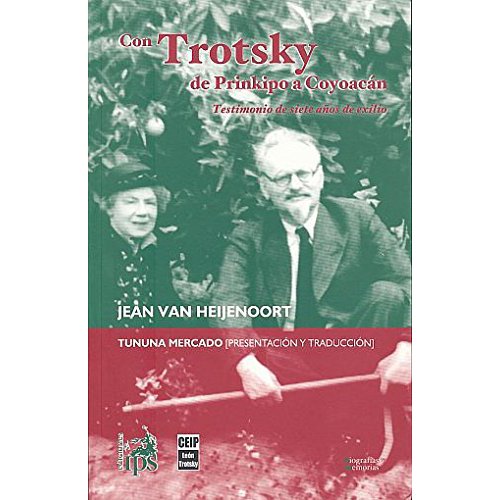 Con Trotsky
de Prinkipo a Coyoacán
Testimonio de siete años de exilio
JEAN VAN HEIJENOORT
TUNUNA MERCADO [PRESENTACIÓN Y TRADUCCIÓN]
ediciones
ips
CEIP
León
Trotsky
biografías
memorias